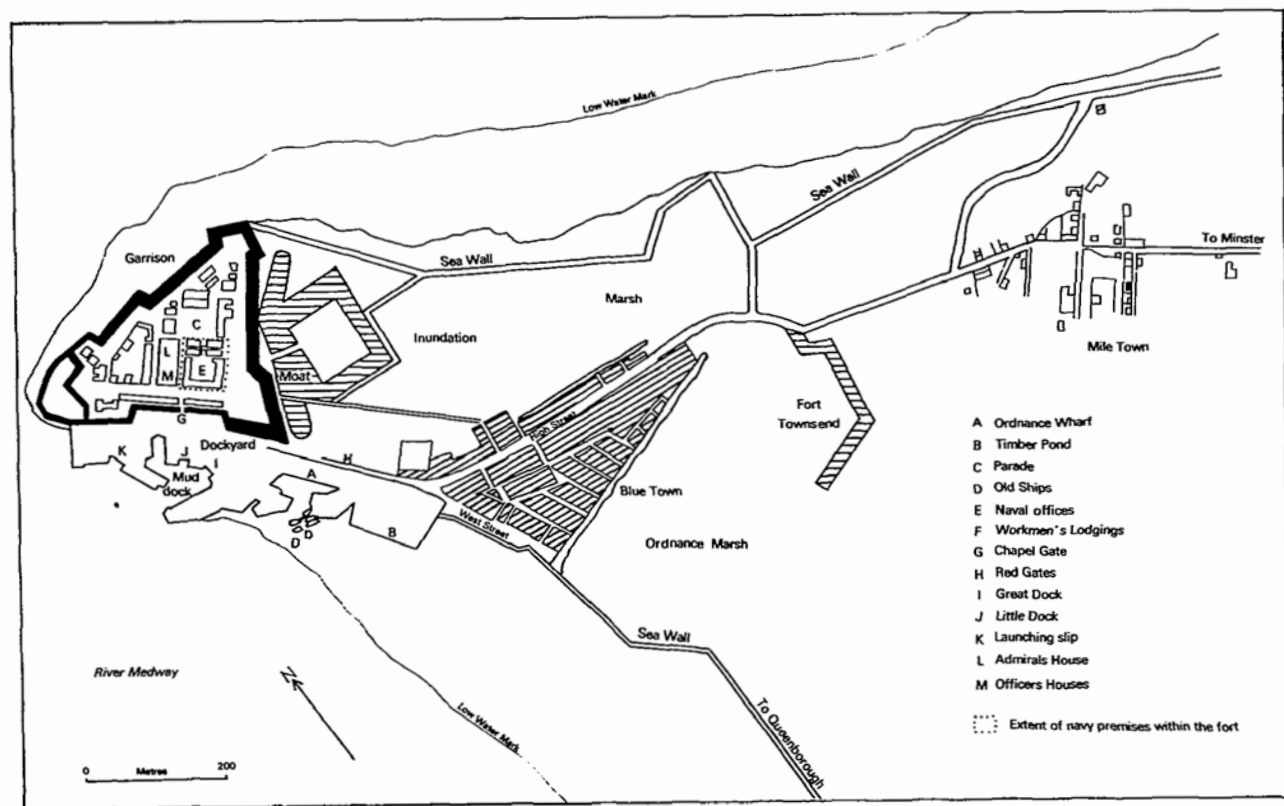 Low Water Mark
Sea Wall
To Minster
Garrison
Sea Wall
Marsh
C
Inundation
Mile Town
L
M
E
Moat
Fort
Townsend
G
High Street
Dockyard
K
J
I
H
A
Mud
dock
Blue Town
D
D
B
West Street
Ordnance Marsh
Sea Wall
River Medway
N
Low Water Mark
To Queenborough
0 Metres 200
A Ordnance Wharf
B Timber Pond
C Parade
D Old Ships
E Naval offices
F Workmen's Lodgings
G Chapel Gate
H Red Gates
I Great Dock
J Little Dock
K Launching slip
L Admirals House
M Officers Houses
Extent of navy premises within the fort